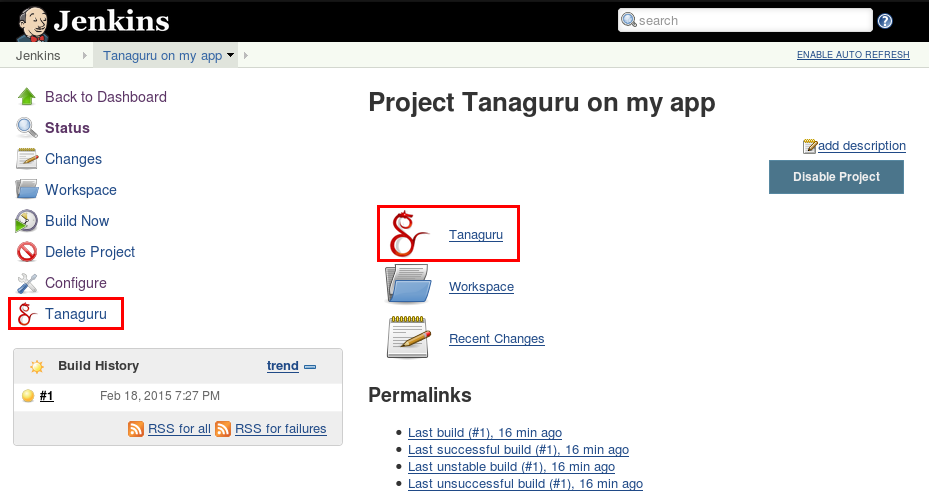 Jenkins
search
Jenkins
Tanaguru on my app
ENABLE AUTO REFRESH
Back to Dashboard
Status
Changes
Workspace
Build Now
Delete Project
Configure
Tanaguru
Build History
trend
#1
Feb 18, 2015 7:27 PM
RSS for all
RSS for failures
Project Tanaguru on my app
add description
Disable Project
Tanaguru
Workspace
Recent Changes
Permalinks
Last build (#1), 16 min ago
Last successful build (#1), 16 min ago
Last unstable build (#1), 16 min ago
Last unsuccessful build (#1), 16 min ago